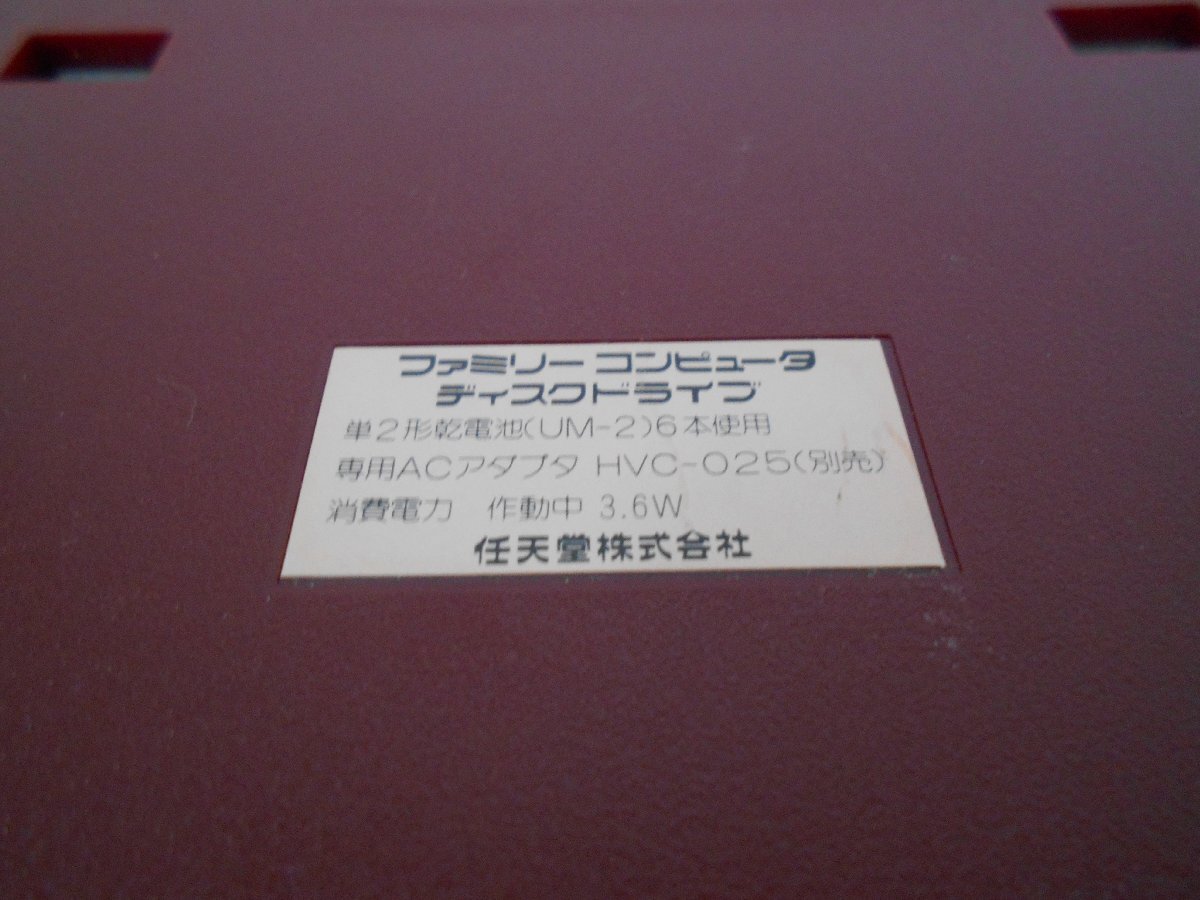 ファミリー コンピュータ
ディスクドライブ
単2形乾電池(UM-2)6本使用
専用ACアダプタ HVC-025(別売)
消費電力 作動中 3.6W
任天堂株式会社